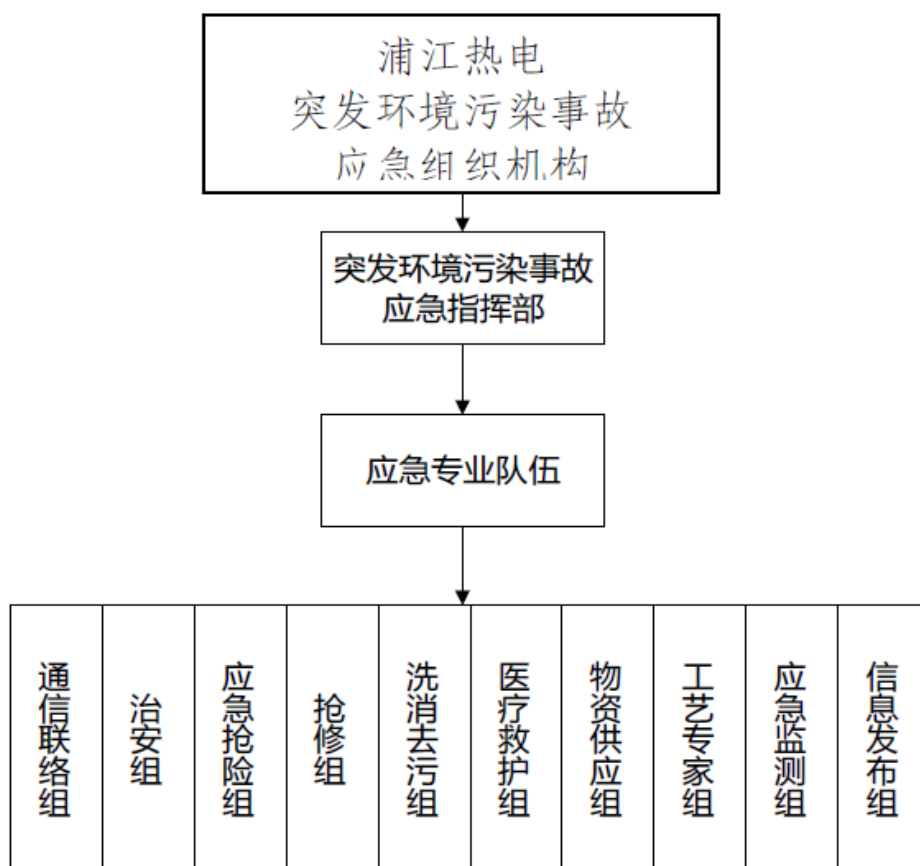 浦江热电
突发环境污染事故
应急组织机构
突发环境污染事故
应急指挥部
应急专业队伍
通信联络组
治安组
应急抢险组
抢修组
洗消去污组
医疗救护组
物资供应组
工艺专家组
应急监测组
信息发布组